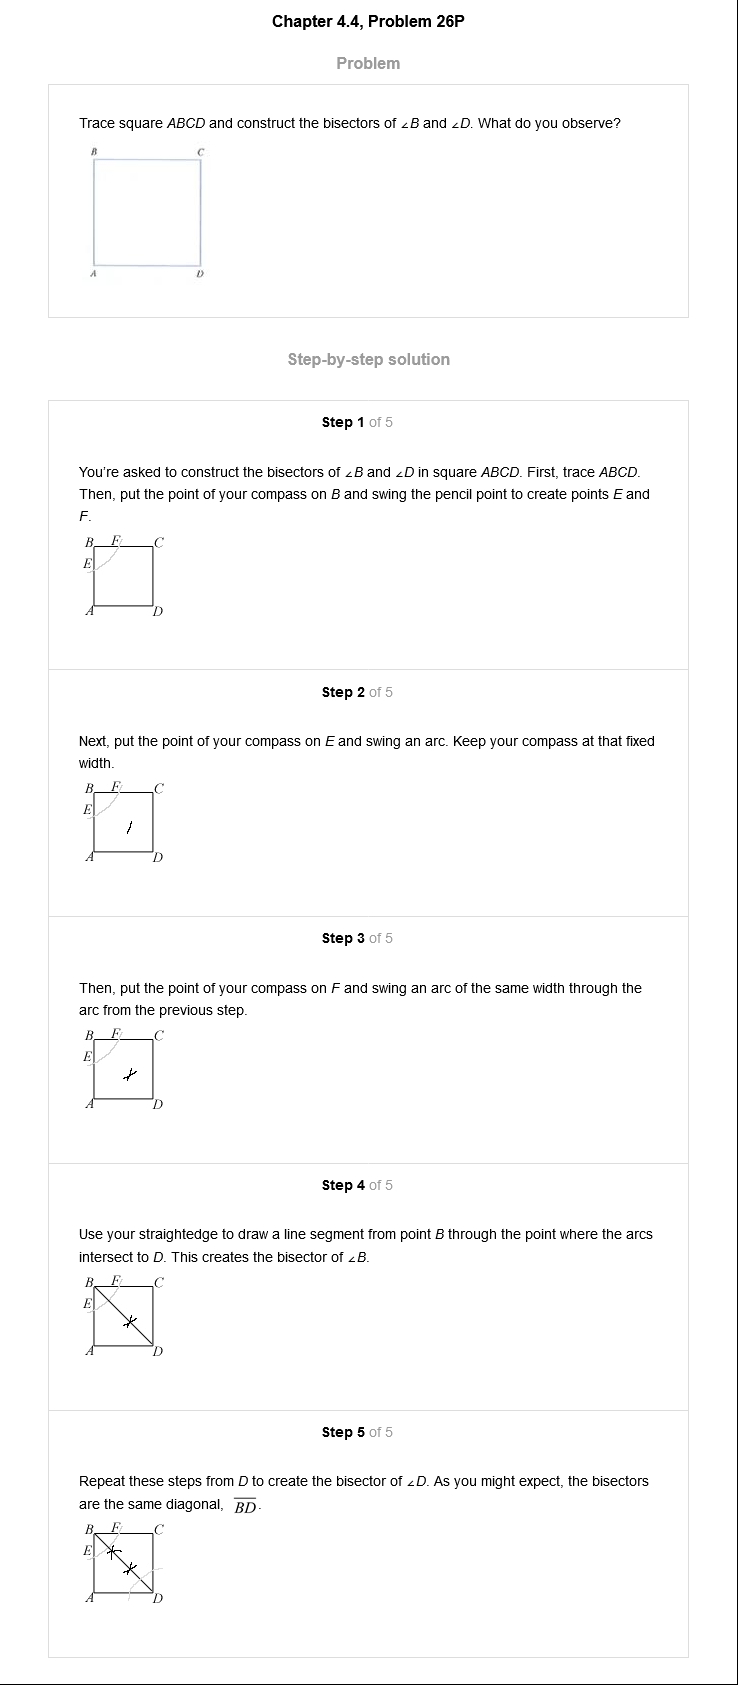 Chapter 4.4, Problem 26P
Problem
Trace square ABCD and construct the bisectors of ∠B and ∠D. What do you observe?
B C
A D
Step-by-step solution
Step 1 of 5
You're asked to construct the bisectors of ∠B and ∠D in square ABCD. First, trace ABCD.
Then, put the point of your compass on B and swing the pencil point to create points E and
F.
B F C
E
A D
Step 2 of 5
Next, put the point of your compass on E and swing an arc. Keep your compass at that fixed
width.
B F C
E
A D
Step 3 of 5
Then, put the point of your compass on F and swing an arc of the same width through the
arc from the previous step.
B F C
E
A D
Step 4 of 5
Use your straightedge to draw a line segment from point B through the point where the arcs
intersect to D. This creates the bisector of ∠B.
B F C
E
A D
Step 5 of 5
Repeat these steps from D to create the bisector of ∠D. As you might expect, the bisectors
are the same diagonal, B̅D̅.
B F C
E
A D